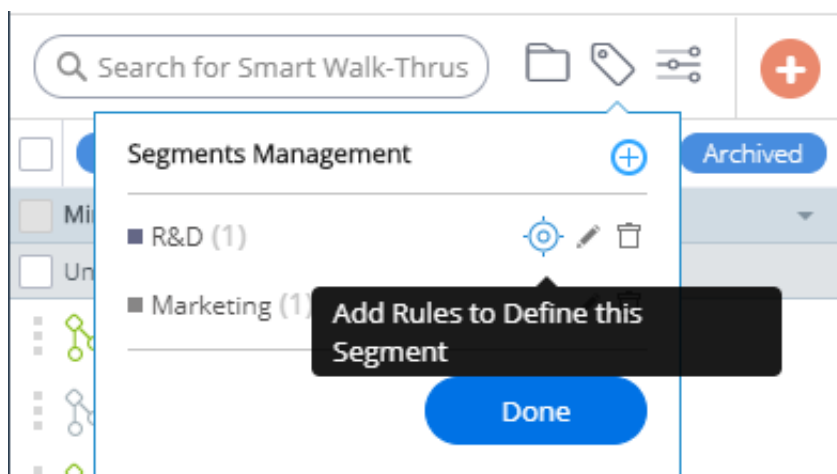 Search for Smart Walk-Thrus
Segments Management
Archived
R&D (1)
Marketing (1)
Add Rules to Define this
Segment
Done